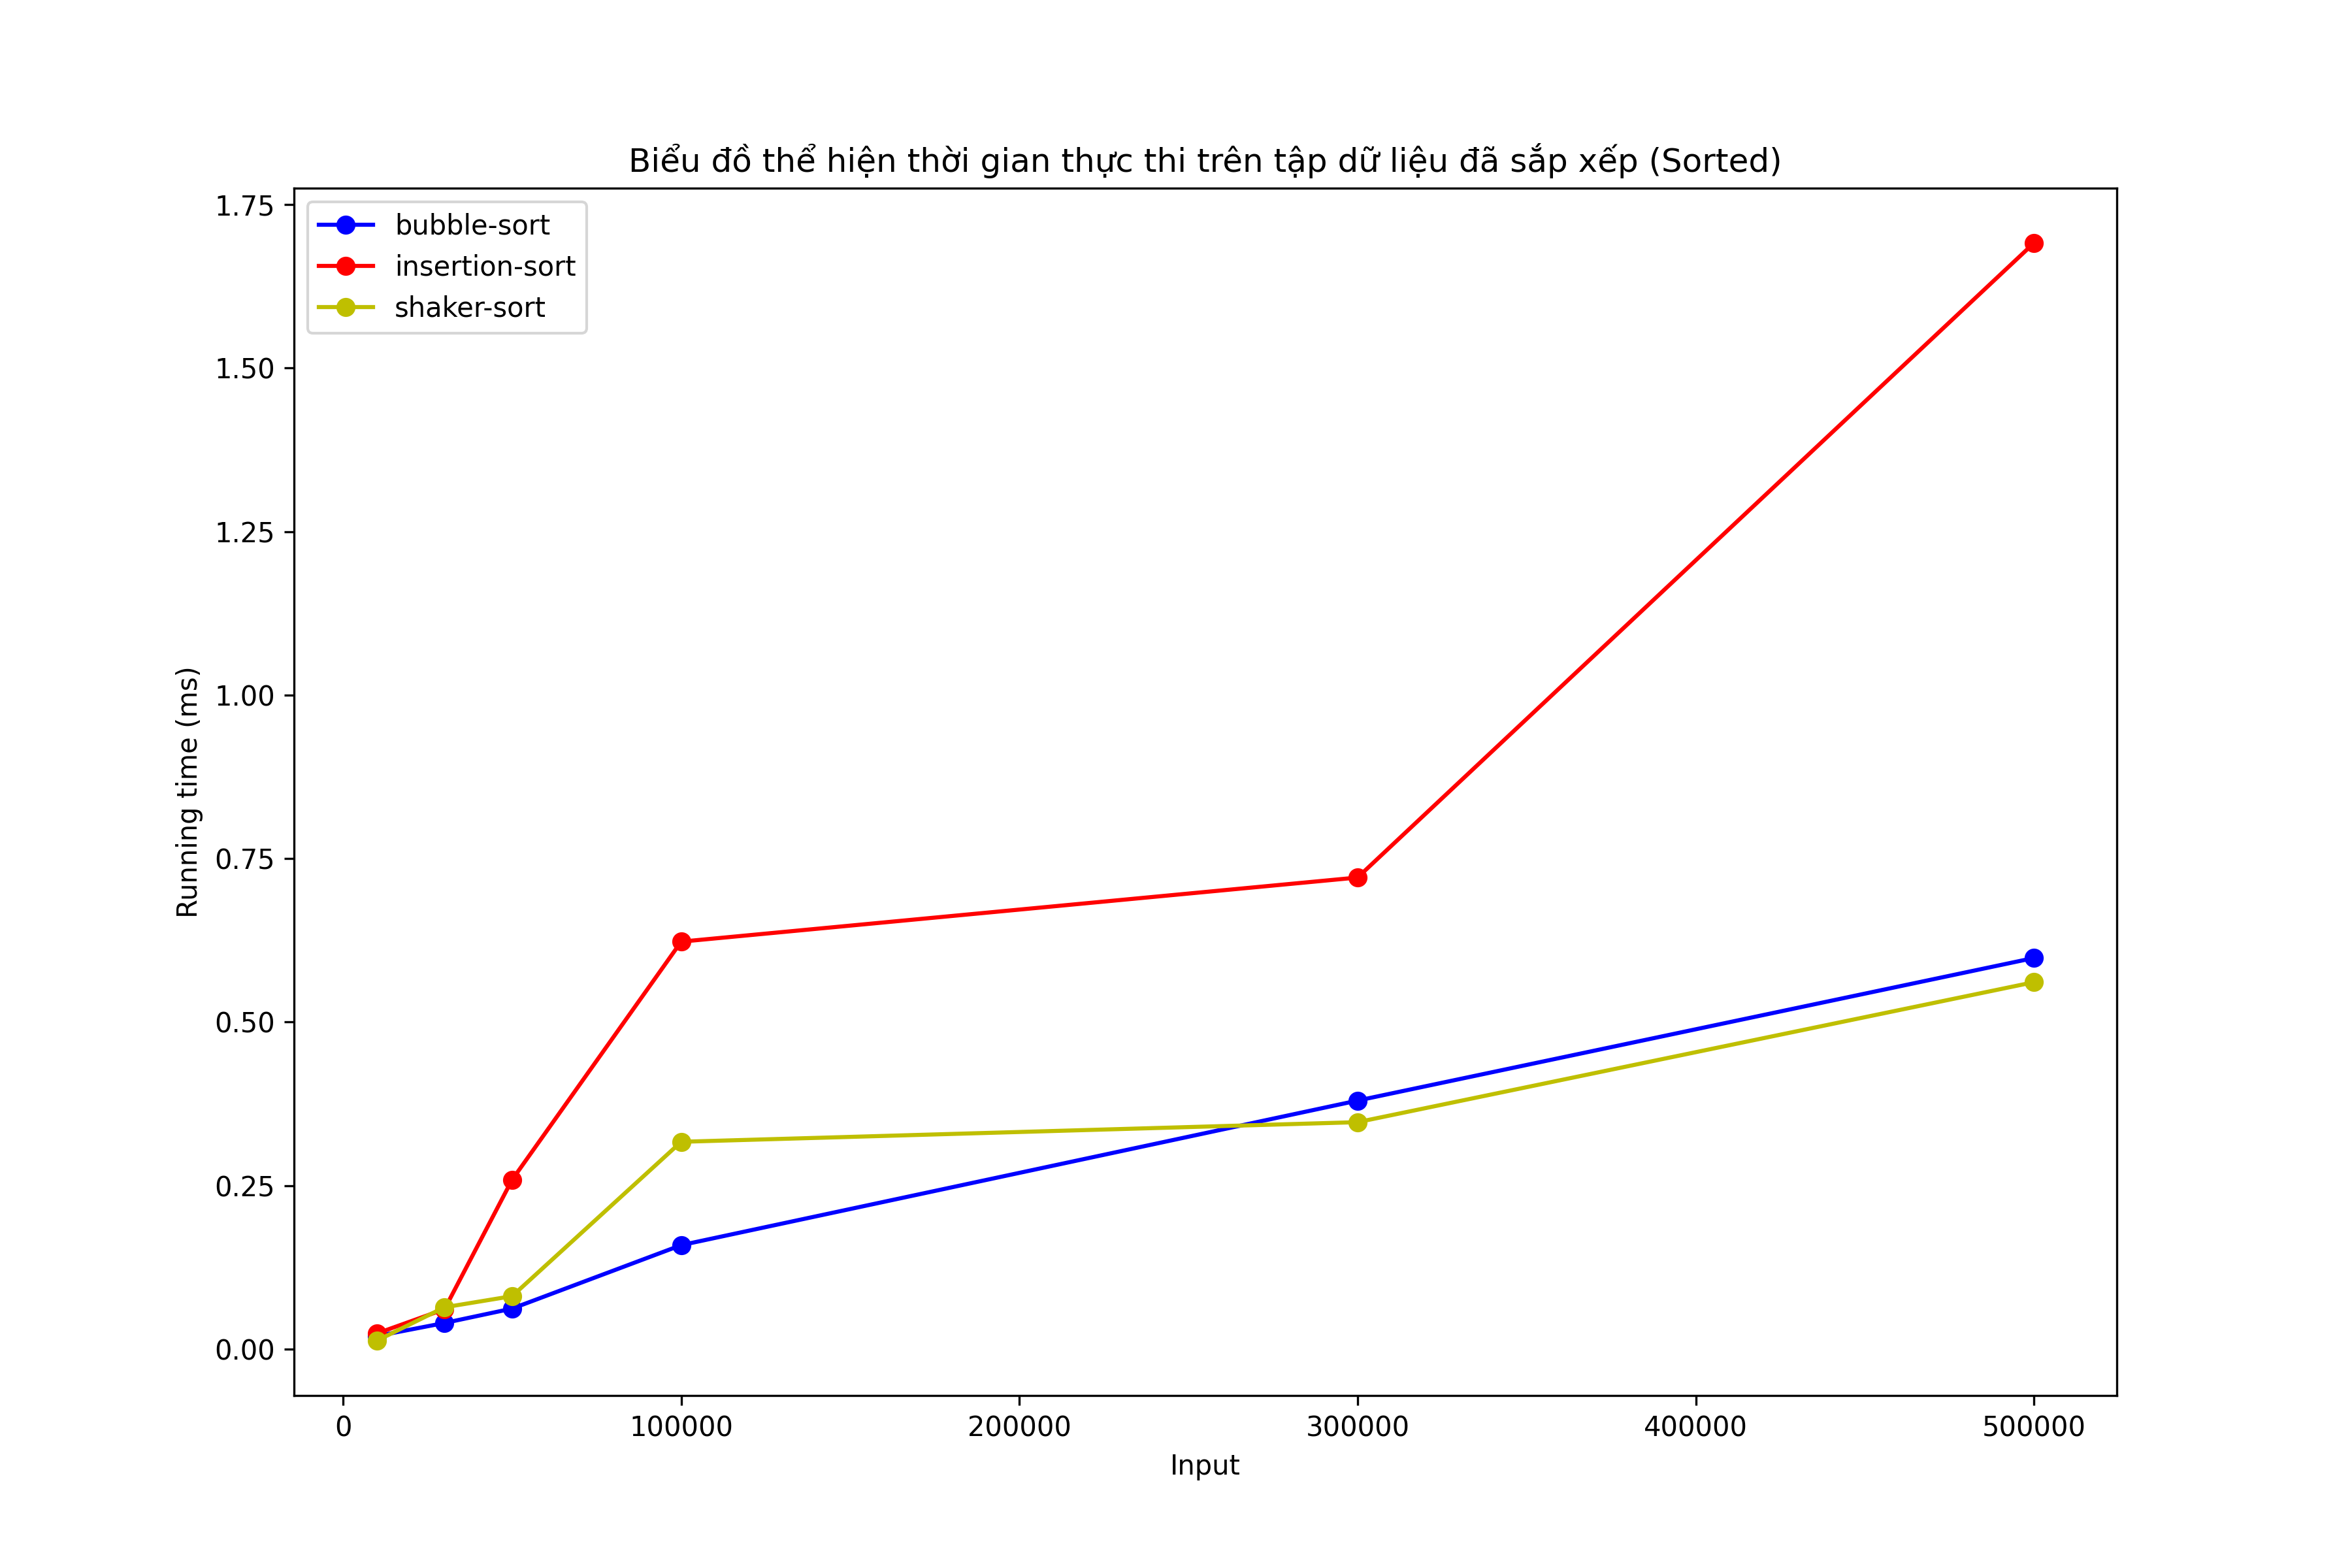 Biểu đồ thể hiện thời gian thực thi trên tập dữ liệu đã sắp xếp (Sorted)
bubble-sort
insertion-sort
shaker-sort
1.75
1.50
1.25
1.00
0.75
0.50
0.25
0.00
Running time (ms)
0 100000 200000 300000 400000 500000
Input